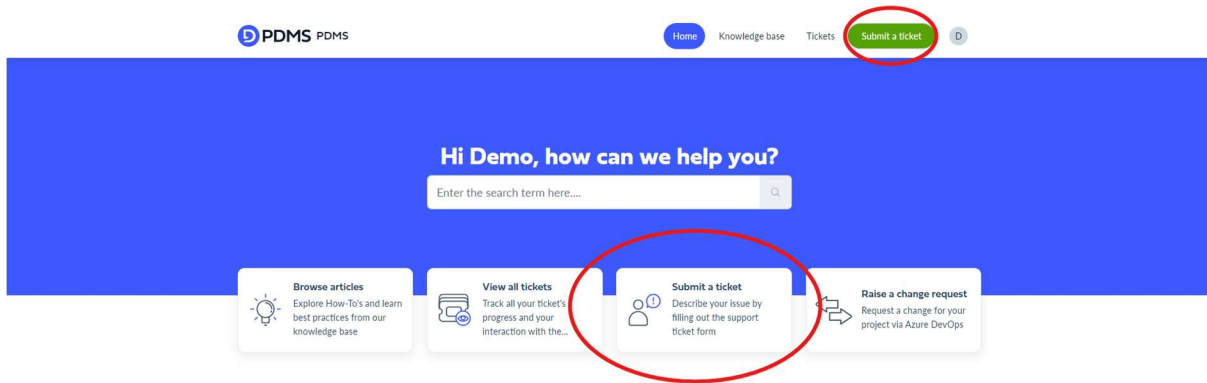 PDMS PDMS
Home Knowledge base Tickets Submit a ticket D
Hi Demo, how can we help you?
Enter the search term here....
Browse articles
Explore How-To's and learn
best practices from our
knowledge base
View all tickets
Track all your ticket's
progress and your
interaction with the...
Submit a ticket
Describe your issue by
filling out the support
ticket form
Raise a change request
Request a change for your
project via Azure DevOps